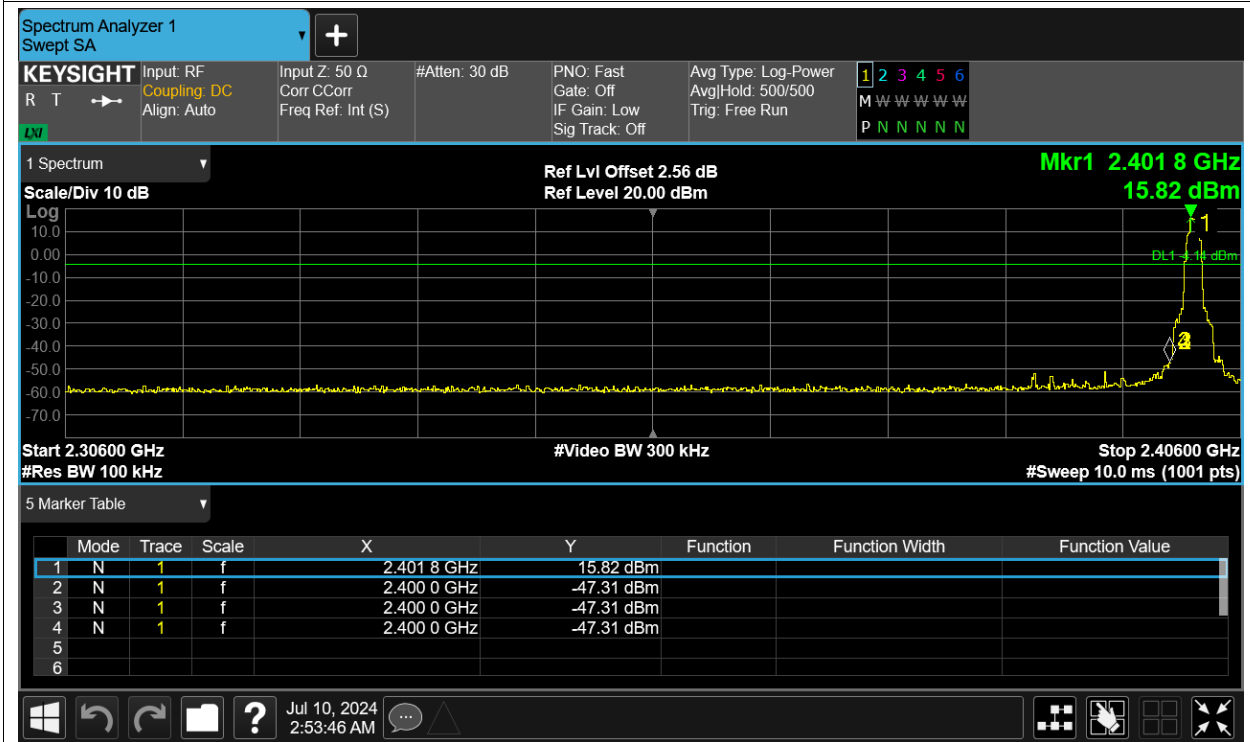 Spectrum Analyzer 1
Swept SA
+
KEYSIGHT Input: RF Input Z: 50 Ω #Atten: 30 dB PNO: Fast Avg Type: Log-Power 1 2 3 4 5 6
R T Coupling: DC Corr CCorr Gate: Off Avg|Hold: 500/500 M W W W W W
Align: Auto Freq Ref: Int (S) IF Gain: Low Trig: Free Run
LXI Sig Track: Off P N N N N N
1 Spectrum Ref Lvl Offset 2.56 dB Mkr1 2.401 8 GHz
Scale/Div 10 dB Ref Level 20.00 dBm 15.82 dBm
Log
1
10.0
0.00 DL1 -4.14 dBm
-10.0
-20.0
-30.0
-40.0
-50.0
-60.0
-70.0
Start 2.30600 GHz #Video BW 300 kHz Stop 2.40600 GHz
#Res BW 100 kHz #Sweep 10.0 ms (1001 pts)
5 Marker Table
Mode Trace Scale X Y Function Function Width Function Value
1 N 1 f 2.401 8 GHz 15.82 dBm
2 N 1 f 2.400 0 GHz -47.31 dBm
3 N 1 f 2.400 0 GHz -47.31 dBm
4 N 1 f 2.400 0 GHz -47.31 dBm
5
6
? Jul 10, 2024
2:53:46 AM